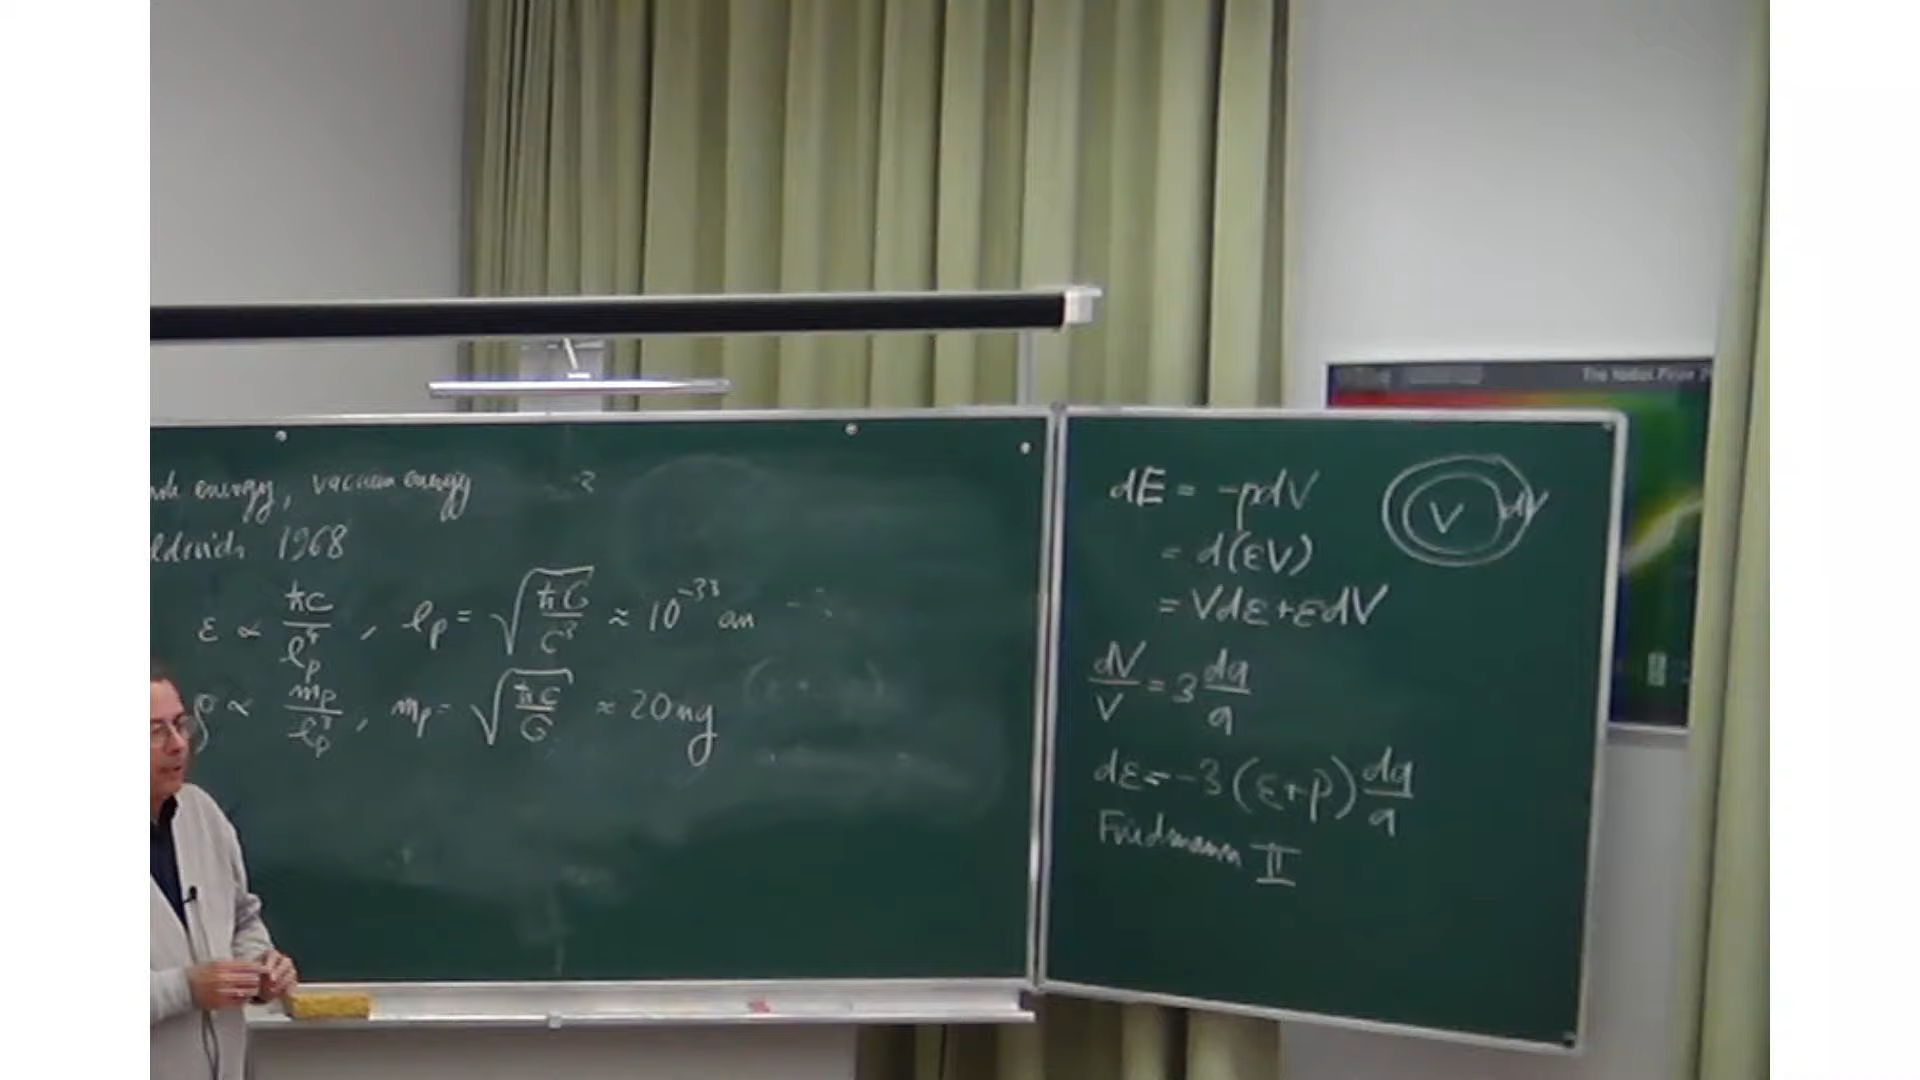 energy, vacuum energy
1968
ε ∝ ħc / l_p⁴ , l_p = √(ħG / c³) ≈ 10⁻³³ cm
ρ ∝ m_p / l_p³ , m_p = √(ħc / G) ≈ 20 μg
dE = -pdV
= d(εV)
= Vdε + εdV
V dV
dV / V = 3 da / a
dε = -3 (ε+p) da / a
Friedmann II
The Nobel Prize